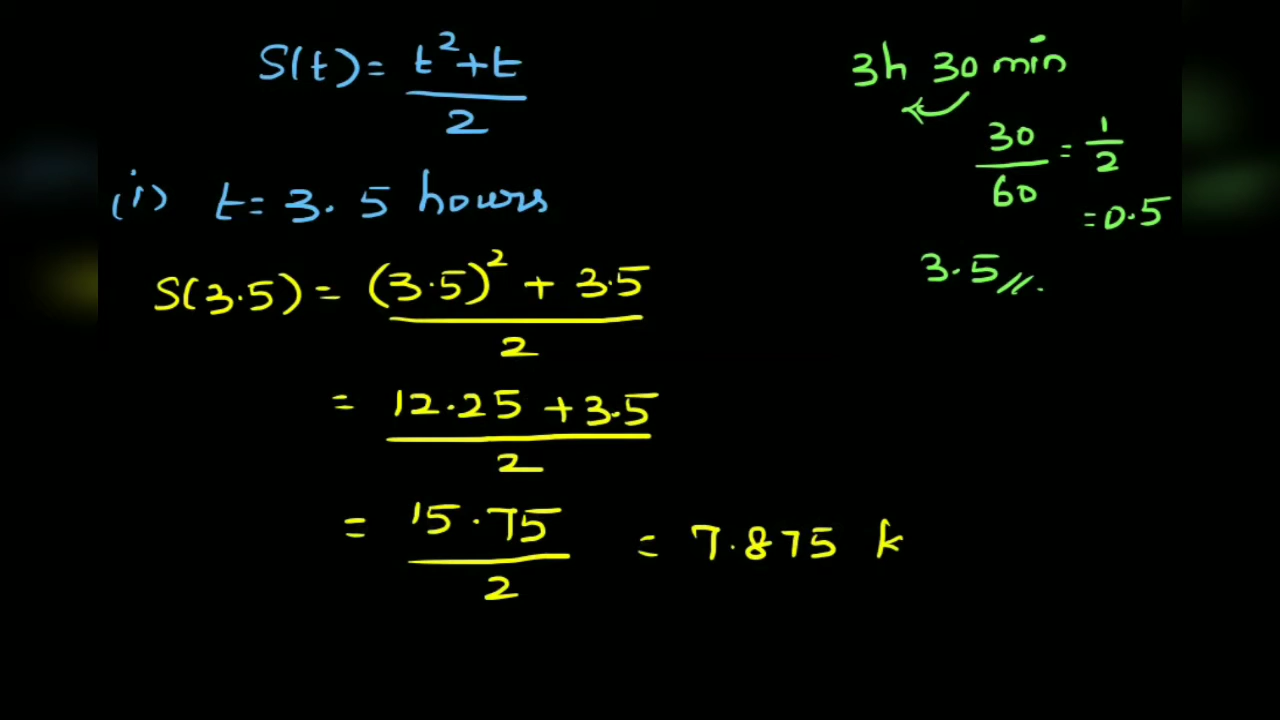 S(t) = t²+t
2
3h 30 min
30/60 = 1/2
= 0.5
3.5 //.
(i) t = 3.5 hours
S(3.5) = (3.5)² + 3.5
2
= 12.25 + 3.5
2
= 15.75
2
= 7.875 k